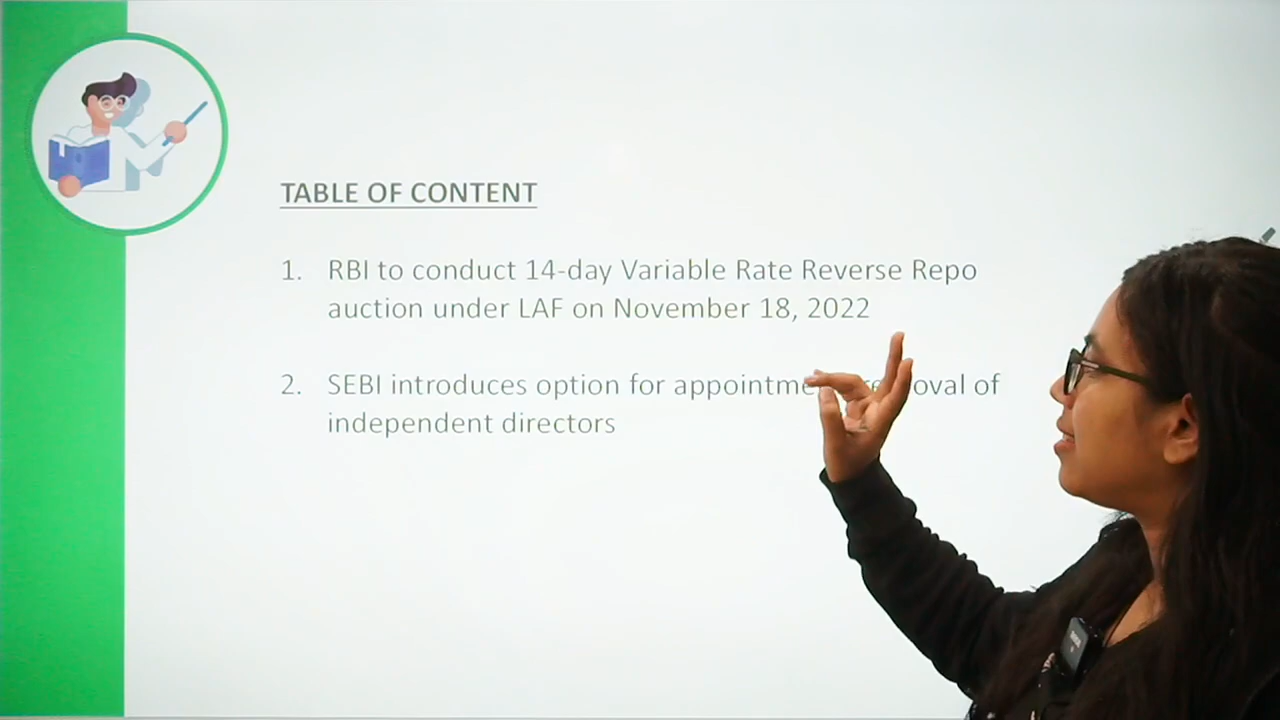 TABLE OF CONTENT
1. RBI to conduct 14-day Variable Rate Reverse Repo
auction under LAF on November 18, 2022
2. SEBI introduces option for of
independent directors